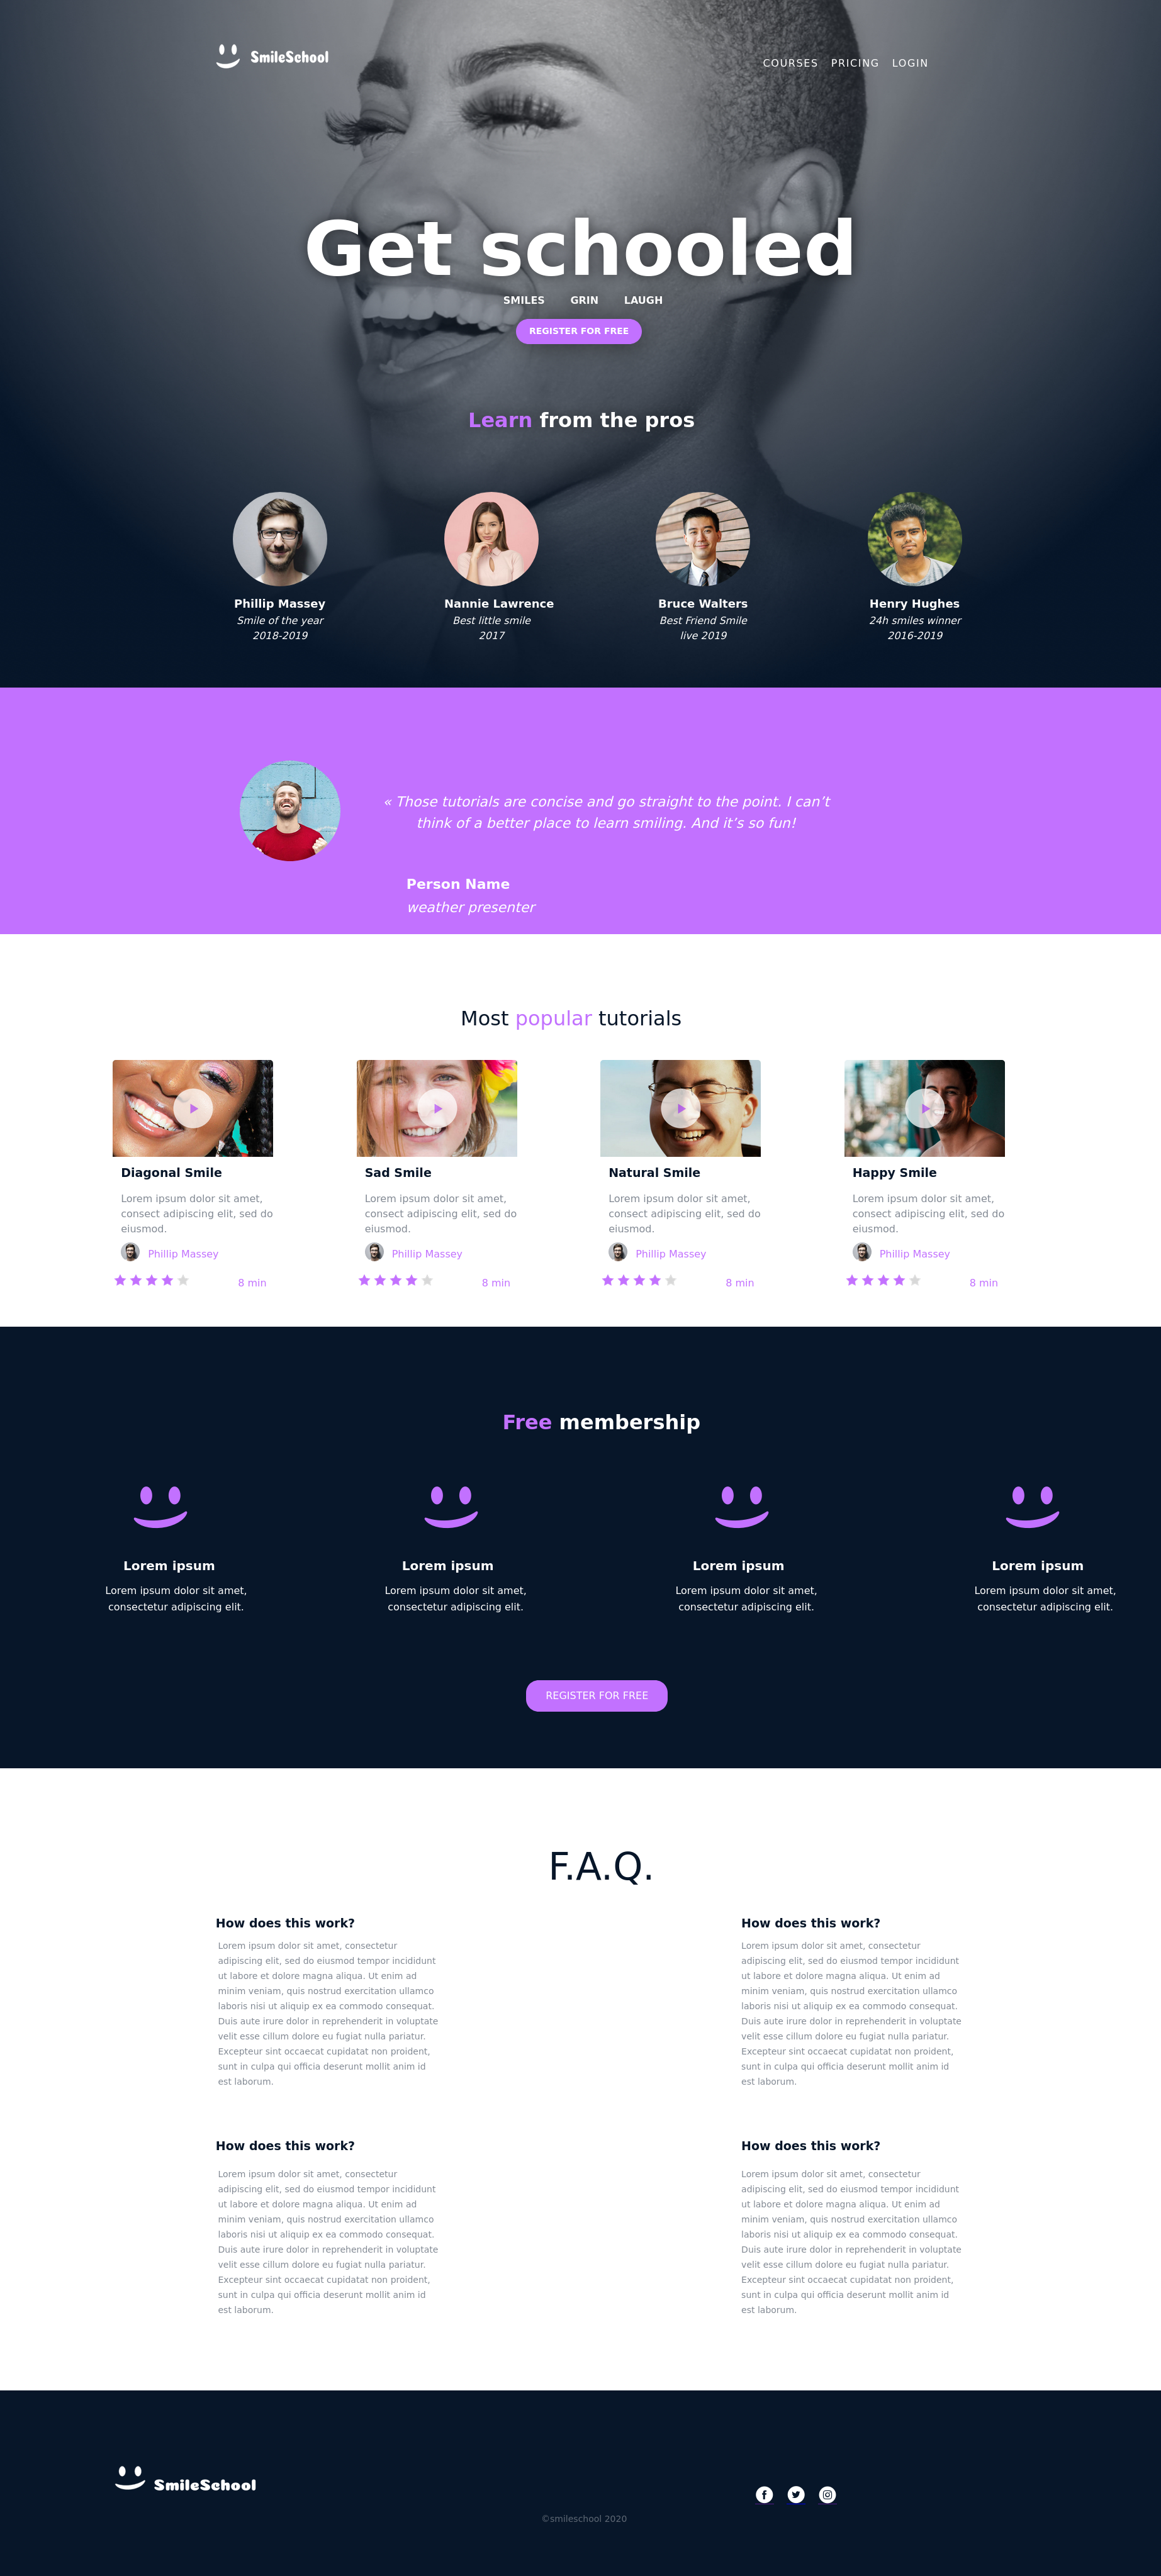 SmileSchool
COURSES PRICING LOGIN
Get schooled
SMILES GRIN LAUGH
REGISTER FOR FREE
Learn from the pros
Phillip Massey
Smile of the year
2018-2019
Nannie Lawrence
Best little smile
2017
Bruce Walters
Best Friend Smile
live 2019
Henry Hughes
24h smiles winner
2016-2019
« Those tutorials are concise and go straight to the point. I can’t
think of a better place to learn smiling. And it’s so fun!
Person Name
weather presenter
Most popular tutorials
Diagonal Smile
Lorem ipsum dolor sit amet,
consect adipiscing elit, sed do
eiusmod.
Phillip Massey
8 min
Sad Smile
Lorem ipsum dolor sit amet,
consect adipiscing elit, sed do
eiusmod.
Phillip Massey
8 min
Natural Smile
Lorem ipsum dolor sit amet,
consect adipiscing elit, sed do
eiusmod.
Phillip Massey
8 min
Happy Smile
Lorem ipsum dolor sit amet,
consect adipiscing elit, sed do
eiusmod.
Phillip Massey
8 min
Free membership
Lorem ipsum
Lorem ipsum dolor sit amet,
consectetur adipiscing elit.
Lorem ipsum
Lorem ipsum dolor sit amet,
consectetur adipiscing elit.
Lorem ipsum
Lorem ipsum dolor sit amet,
consectetur adipiscing elit.
Lorem ipsum
Lorem ipsum dolor sit amet,
consectetur adipiscing elit.
REGISTER FOR FREE
F.A.Q.
How does this work?
Lorem ipsum dolor sit amet, consectetur
adipiscing elit, sed do eiusmod tempor incididunt
ut labore et dolore magna aliqua. Ut enim ad
minim veniam, quis nostrud exercitation ullamco
laboris nisi ut aliquip ex ea commodo consequat.
Duis aute irure dolor in reprehenderit in voluptate
velit esse cillum dolore eu fugiat nulla pariatur.
Excepteur sint occaecat cupidatat non proident,
sunt in culpa qui officia deserunt mollit anim id
est laborum.
How does this work?
Lorem ipsum dolor sit amet, consectetur
adipiscing elit, sed do eiusmod tempor incididunt
ut labore et dolore magna aliqua. Ut enim ad
minim veniam, quis nostrud exercitation ullamco
laboris nisi ut aliquip ex ea commodo consequat.
Duis aute irure dolor in reprehenderit in voluptate
velit esse cillum dolore eu fugiat nulla pariatur.
Excepteur sint occaecat cupidatat non proident,
sunt in culpa qui officia deserunt mollit anim id
est laborum.
How does this work?
Lorem ipsum dolor sit amet, consectetur
adipiscing elit, sed do eiusmod tempor incididunt
ut labore et dolore magna aliqua. Ut enim ad
minim veniam, quis nostrud exercitation ullamco
laboris nisi ut aliquip ex ea commodo consequat.
Duis aute irure dolor in reprehenderit in voluptate
velit esse cillum dolore eu fugiat nulla pariatur.
Excepteur sint occaecat cupidatat non proident,
sunt in culpa qui officia deserunt mollit anim id
est laborum.
How does this work?
Lorem ipsum dolor sit amet, consectetur
adipiscing elit, sed do eiusmod tempor incididunt
ut labore et dolore magna aliqua. Ut enim ad
minim veniam, quis nostrud exercitation ullamco
laboris nisi ut aliquip ex ea commodo consequat.
Duis aute irure dolor in reprehenderit in voluptate
velit esse cillum dolore eu fugiat nulla pariatur.
Excepteur sint occaecat cupidatat non proident,
sunt in culpa qui officia deserunt mollit anim id
est laborum.
SmileSchool
©smileschool 2020